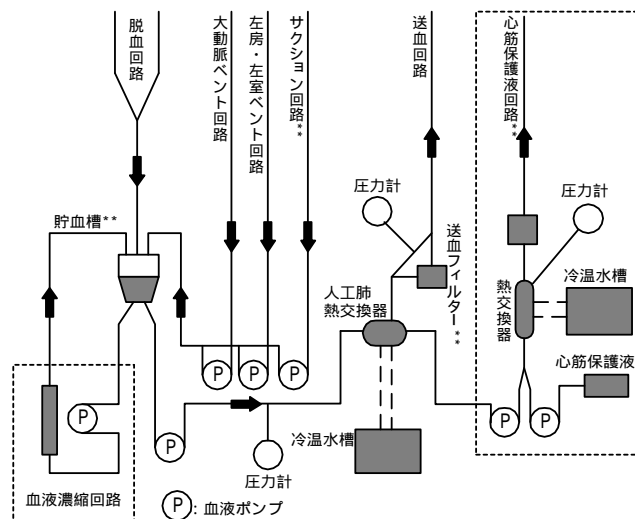 脱血回路
大動脈ベント回路
左房・左室ベント回路
サクション回路**
送血回路
心筋保護液回路**
圧力計
圧力計
貯血槽**
送血フィルター**
人工肺
熱交換器
熱交換器
冷温水槽
心筋保護液
P
P
P
P
P
P
P
冷温水槽
圧力計
血液濃縮回路
P
: 血液ポンプ